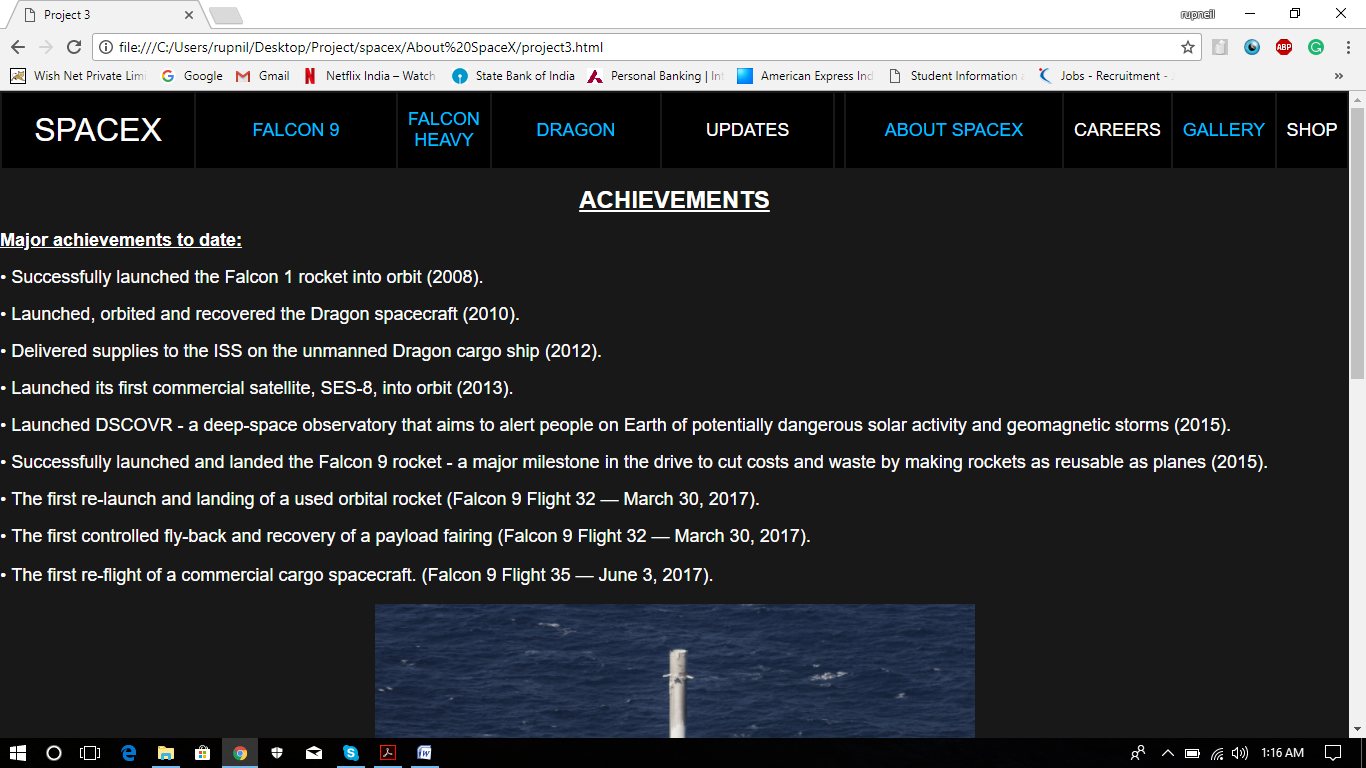 Project 3
rupneil
file:///C:/Users/rupnil/Desktop/Project/spacex/About%20SpaceX/project3.html
ABP
Wish Net Private Lim
Google
Gmail
Netflix India – Watch
State Bank of India
Personal Banking | Int
American Express Ind
Student Information
Jobs - Recruitment -
SPACEX
FALCON 9
FALCON
HEAVY
DRAGON
UPDATES
ABOUT SPACEX
CAREERS
GALLERY
SHOP
ACHIEVEMENTS
Major achievements to date:
• Successfully launched the Falcon 1 rocket into orbit (2008).
• Launched, orbited and recovered the Dragon spacecraft (2010).
• Delivered supplies to the ISS on the unmanned Dragon cargo ship (2012).
• Launched its first commercial satellite, SES-8, into orbit (2013).
• Launched DSCOVR - a deep-space observatory that aims to alert people on Earth of potentially dangerous solar activity and geomagnetic storms (2015).
• Successfully launched and landed the Falcon 9 rocket - a major milestone in the drive to cut costs and waste by making rockets as reusable as planes (2015).
• The first re-launch and landing of a used orbital rocket (Falcon 9 Flight 32 — March 30, 2017).
• The first controlled fly-back and recovery of a payload fairing (Falcon 9 Flight 32 — March 30, 2017).
• The first re-flight of a commercial cargo spacecraft. (Falcon 9 Flight 35 — June 3, 2017).
1:16 AM